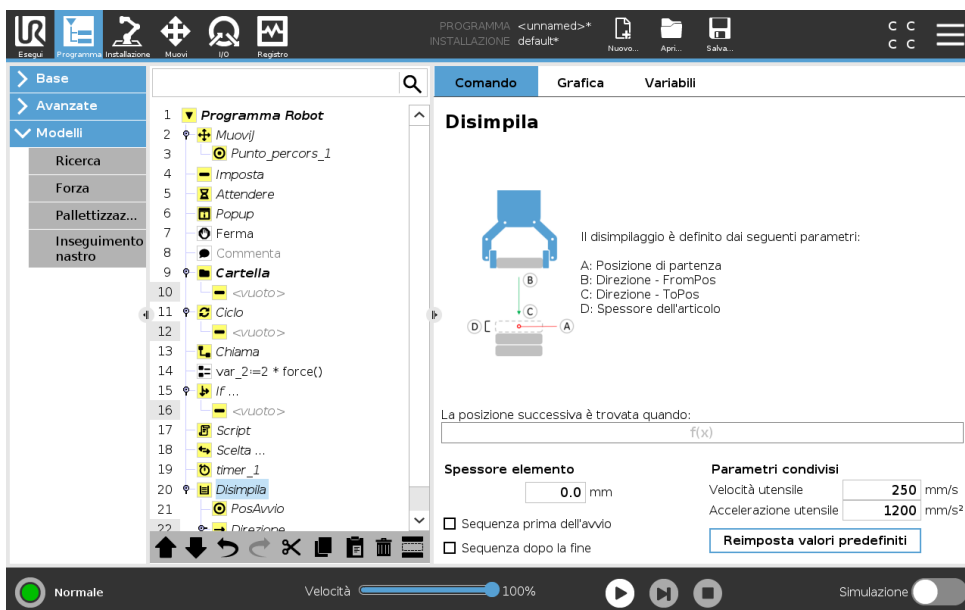 UR
PROGRAMMA <unnamed>*
INSTALLAZIONE default*
Esegui Programma Installazione Muovi I/O Registro
Nuovo... Apri... Salva...
C C
C C
Base
Avanzate
Modelli
Ricerca
Forza
Pallettizzaz...
Inseguimento
nastro
1 Programma Robot
2 MuoviJ
3 Punto_percors_1
4 Imposta
5 Attendere
6 Popup
7 Ferma
8 Commenta
9 Cartella
10 <vuoto>
11 Ciclo
12 <vuoto>
13 Chiama
14 var_2:=2 * force()
15 If ...
16 <vuoto>
17 Script
18 Scelta ...
19 timer_1
20 Disimpila
21 PosAvvio
22 Direzione
Comando Grafica Variabili
Disimpila
B
C
D
A
Il disimpilaggio è definito dai seguenti parametri:
A: Posizione di partenza
B: Direzione - FromPos
C: Direzione - ToPos
D: Spessore dell'articolo
La posizione successiva è trovata quando:
f(x)
Spessore elemento
0.0 mm
Sequenza prima dell'avvio
Sequenza dopo la fine
Parametri condivisi
Velocità utensile 250 mm/s
Accelerazione utensile 1200 mm/s²
Reimposta valori predefiniti
Normale
Velocità 100%
Simulazione